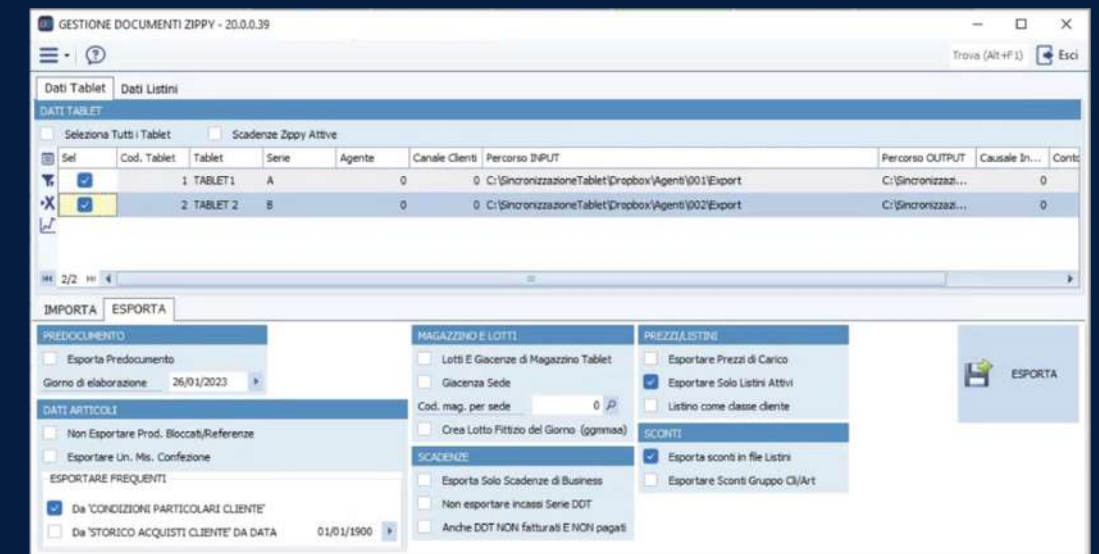 GESTIONE DOCUMENTI ZIPPY - 20.0.0.39
Trova (Alt+F1) Esci
Dati Tablet Dati Listini
DATI TABLET
Seleziona Tutti i Tablet Scadenze Zippy Attive
Sel Cod. Tablet Tablet Serie Agente Canale Clienti Percorso INPUT Percorso OUTPUT Causale In... Conto
1 TABLET1 A 0 0 C:\SincronizzazioneTablet\Dropbox\Agenti\001\Export C:\Sincronizzazi... 0
2 TABLET 2 B 0 0 C:\SincronizzazioneTablet\Dropbox\Agenti\002\Export C:\Sincronizzazi... 0
2/2
IMPORTA ESPORTA
PREDOCUMENTO
Esporta Predocumento
Giorno di elaborazione 26/01/2023
DATI ARTICOLI
Non Esportare Prod. Bloccati/Referenze
Esportare Un. Mis. Confezione
ESPORTARE FREQUENTI
Da 'CONDIZIONI PARTICOLARI CLIENTE'
Da 'STORICO ACQUISTI CLIENTE' DA DATA 01/01/1900
MAGAZZINO E LOTTI
Lotti E Giacenze di Magazzino Tablet
Giacenza Sede
Cod. mag. per sede 0
Crea Lotto Fittizio del Giorno (ggmmaa)
SCADENZE
Esporta Solo Scadenze di Business
Non esportare incassi Serie DDT
Anche DDT NON fatturati E NON pagati
PREZZI/LISTINI
Esportare Prezzi di Carico
Esportare Solo Listini Attivi
Listino come classe cliente
SCONTI
Esporta sconti in file Listini
Esportare Sconti Gruppo Cli/Art
ESPORTA